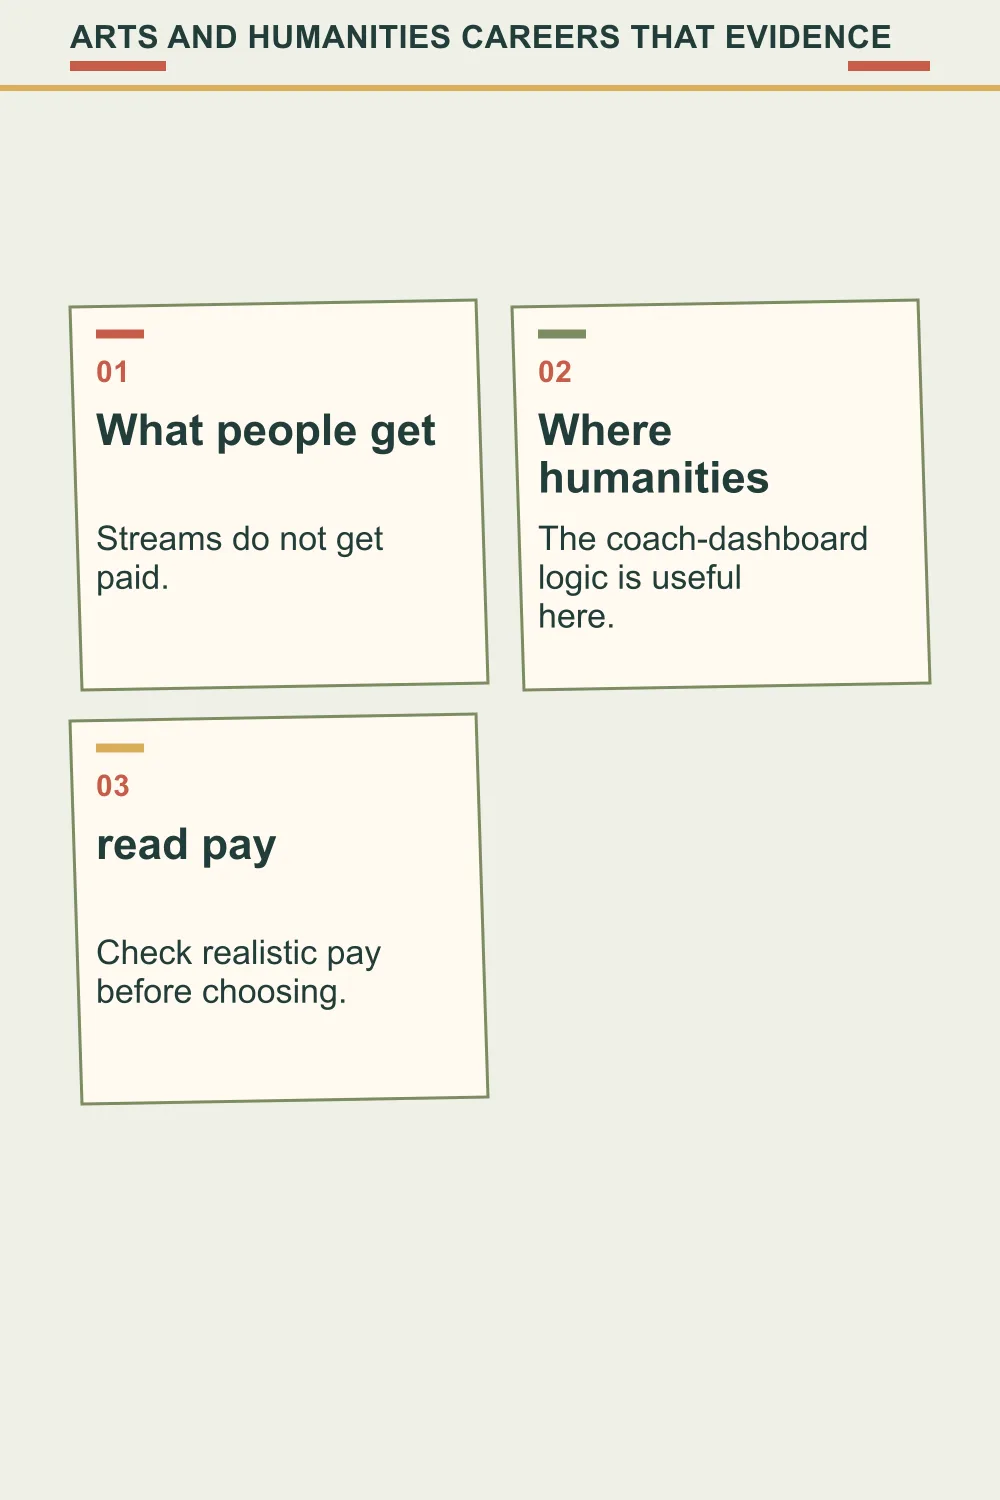 ARTS AND HUMANITIES CAREERS THAT EVIDENCE
01
What people get
Streams do not get
paid.
02
Where
humanities
The coach-dashboard
logic is useful
here.
03
read pay
Check realistic pay
before choosing.